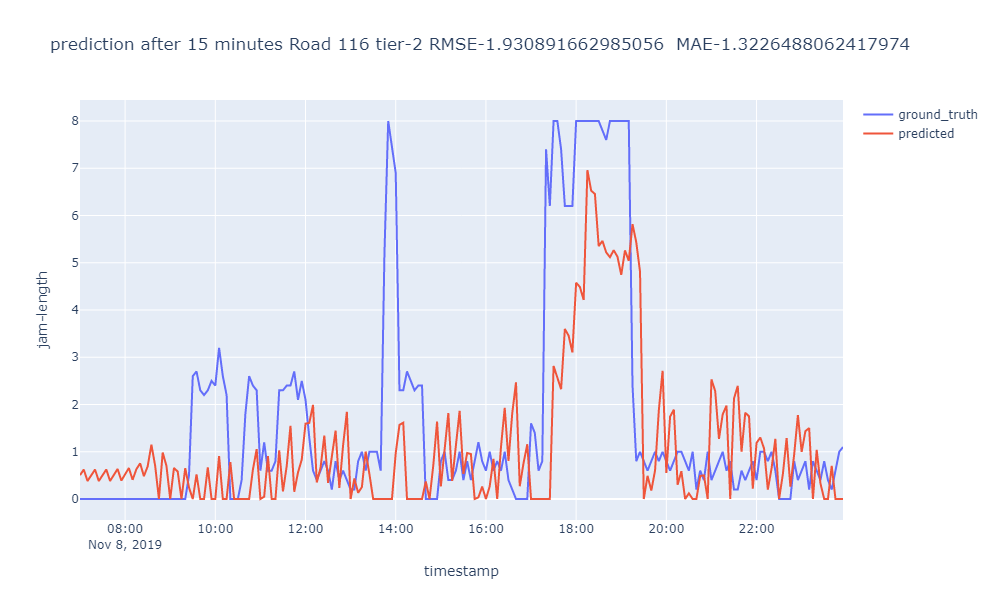 prediction after 15 minutes Road 116 tier-2 RMSE-1.930891662985056  MAE-1.3226488062417974
ground_truth
predicted
jam-length
8
7
6
5
4
3
2
1
0
08:00 10:00 12:00 14:00 16:00 18:00 20:00 22:00
Nov 8, 2019
timestamp